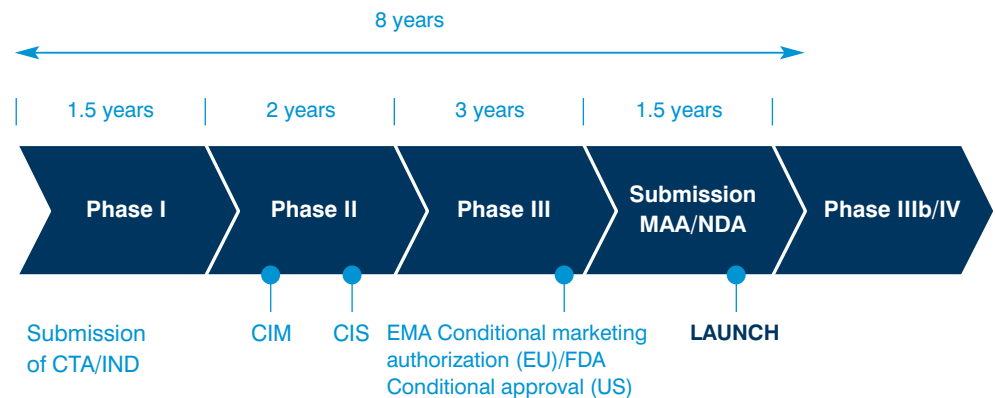 8 years
1.5 years
2 years
3 years
1.5 years
Phase I
Phase II
Phase III
Submission
MAA/NDA
Phase IIIb/IV
Submission
of CTA/IND
CIM
CIS
EMA Conditional marketing
authorization (EU)/FDA
Conditional approval (US)
LAUNCH